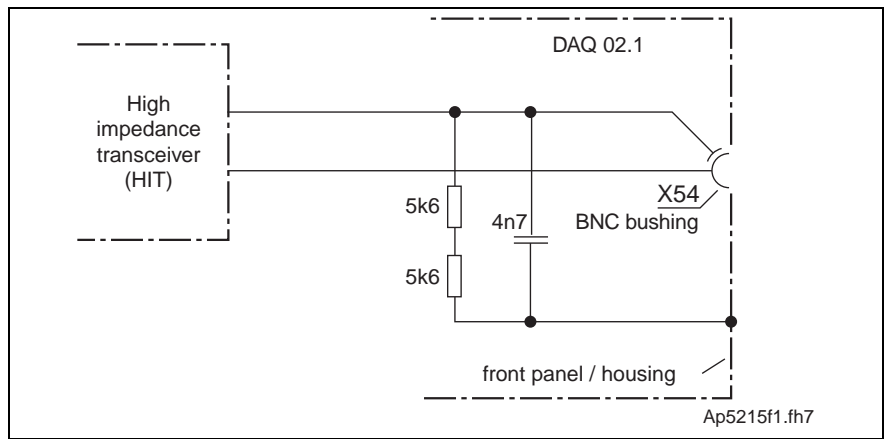 DAQ 02.1
High
impedance
transceiver
(HIT)
X54
BNC bushing
5k6
4n7
5k6
front panel / housing
Ap5215f1.fh7